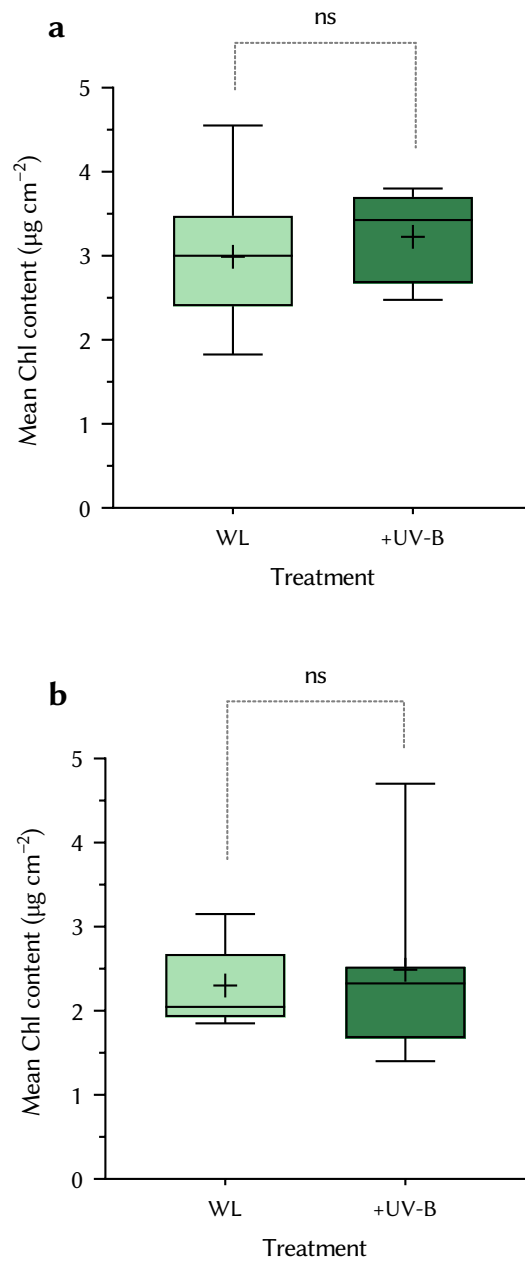 a
ns
5
4
3
2
1
0
Mean Chl content (µg cm⁻²)
WL +UV-B
Treatment
b
ns
5
4
3
2
1
0
Mean Chl content (µg cm⁻²)
WL +UV-B
Treatment